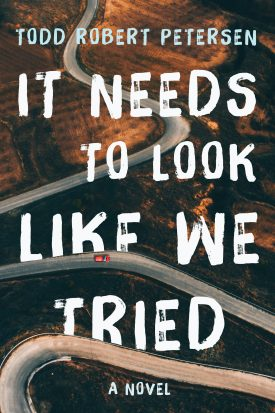 TODD ROBERT PETERSEN
IT NEEDS
TO LOOK
LIKE WE
TRIED
A NOVEL